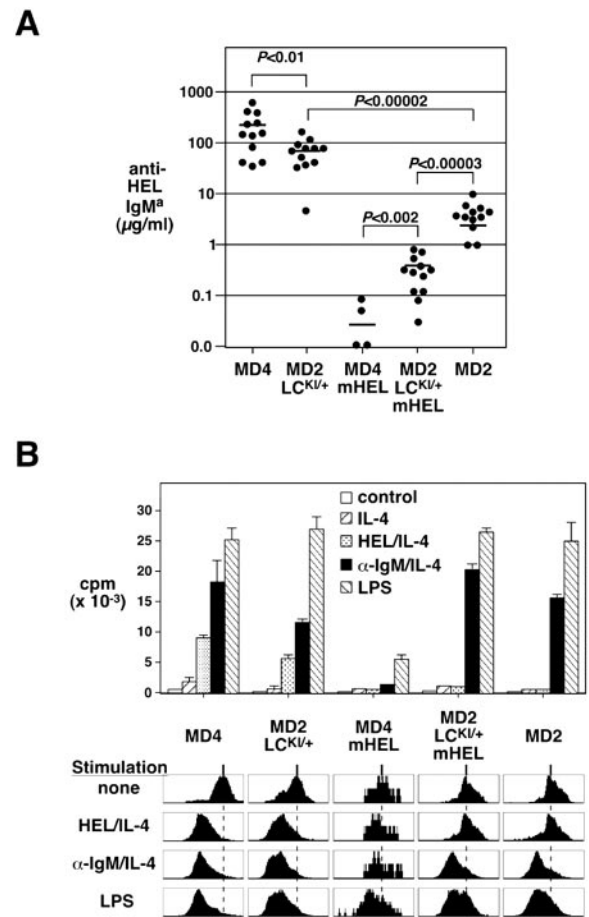 A
P<0.01
P<0.00002
P<0.00003
P<0.002
anti-
HEL
IgMᵃ
(μg/ml)
1000
100
10
1
0.1
0.0
MD4
MD2
LCᴷᴵ/⁺
MD4
mHEL
MD2
LCᴷᴵ/⁺
mHEL
MD2
B
cpm
(x 10⁻³)
30
25
20
15
10
5
0
control
IL-4
HEL/IL-4
α-IgM/IL-4
LPS
MD4
MD2
LCᴷᴵ/⁺
MD4
mHEL
MD2
LCᴷᴵ/⁺
mHEL
MD2
Stimulation
none
HEL/IL-4
α-IgM/IL-4
LPS